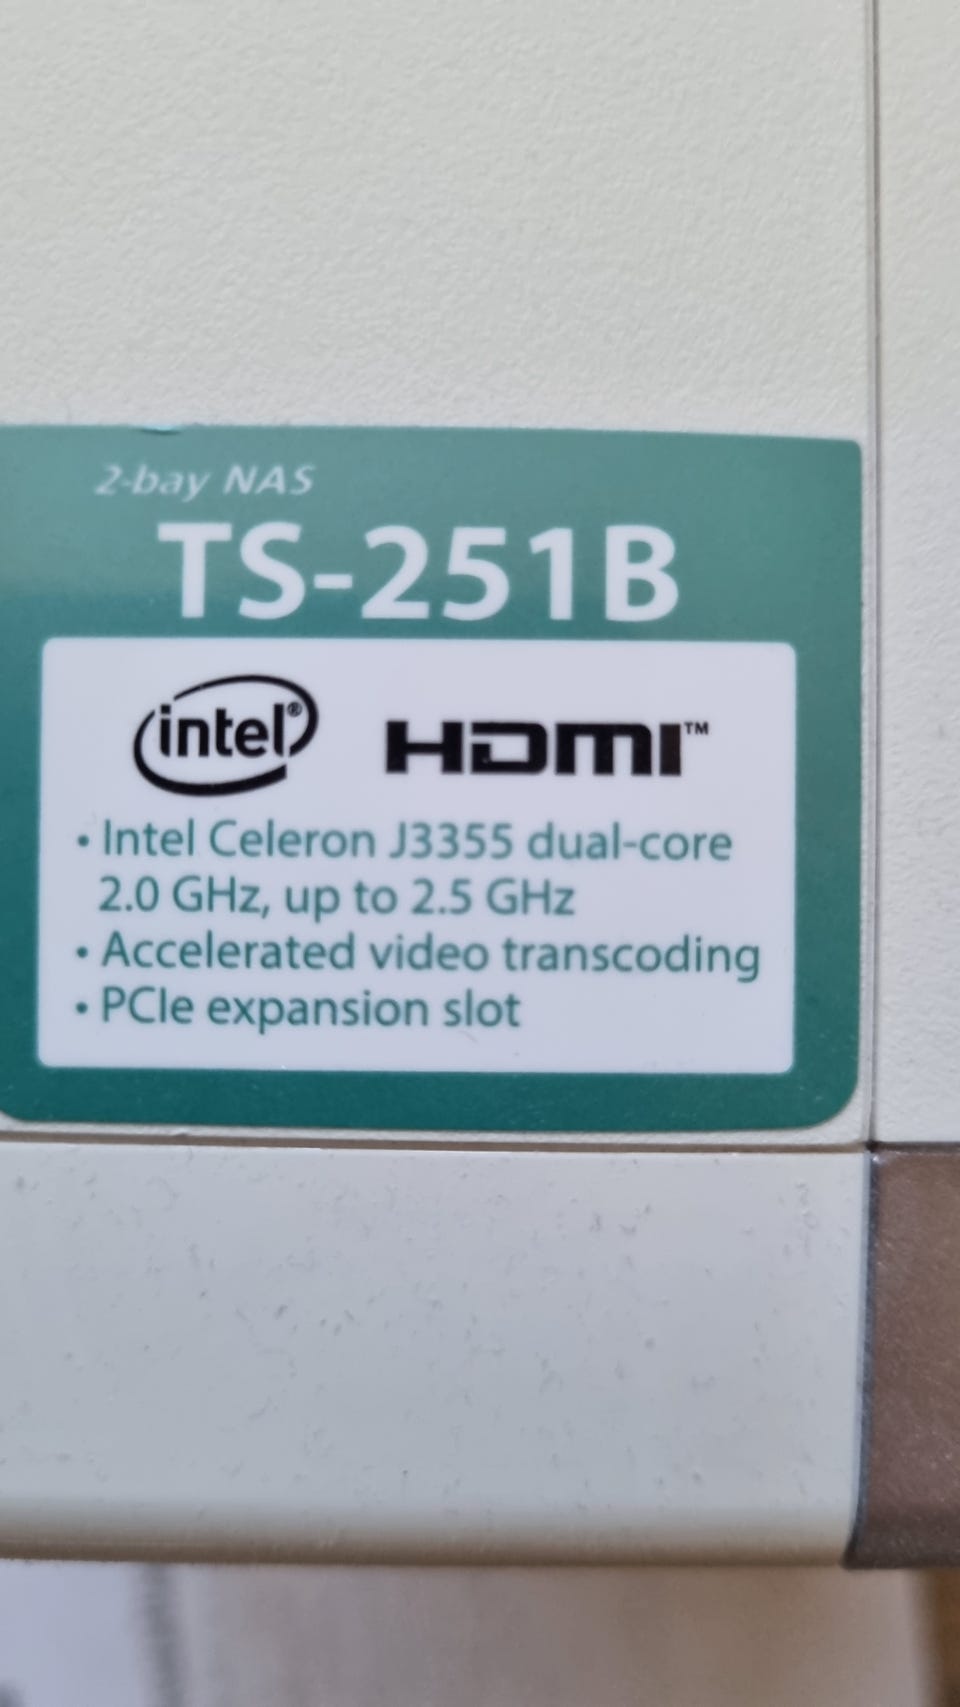 2-bay NAS
TS-251B
intel® HDMI™
• Intel Celeron J3355 dual-core
2.0 GHz, up to 2.5 GHz
• Accelerated video transcoding
• PCIe expansion slot